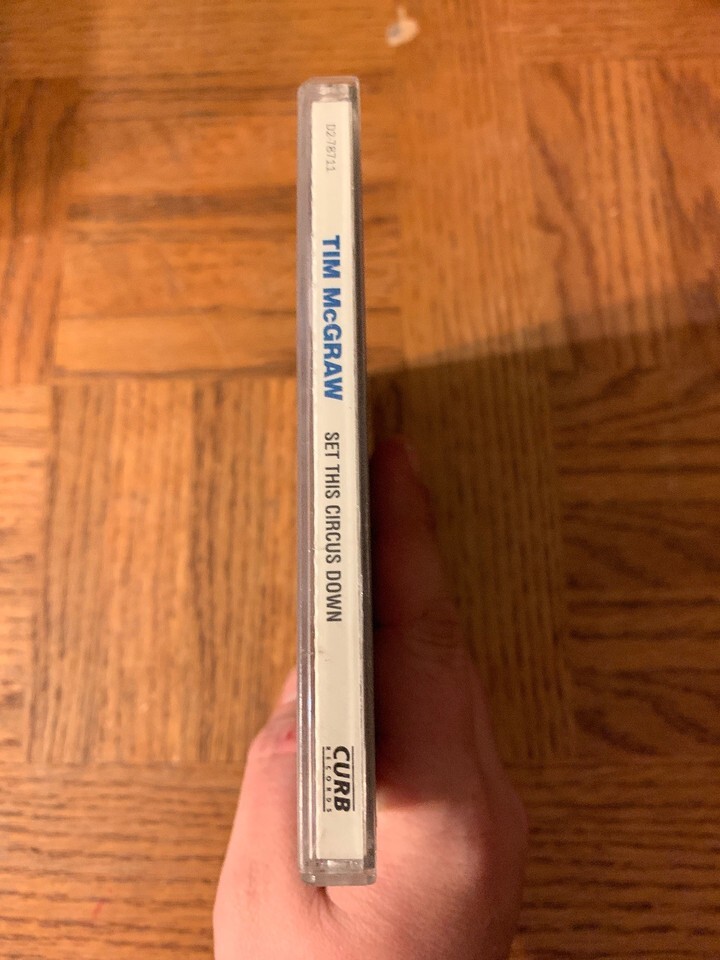 D2-78711
TIM McGRAW
SET THIS CIRCUS DOWN
CURB
RECORDS